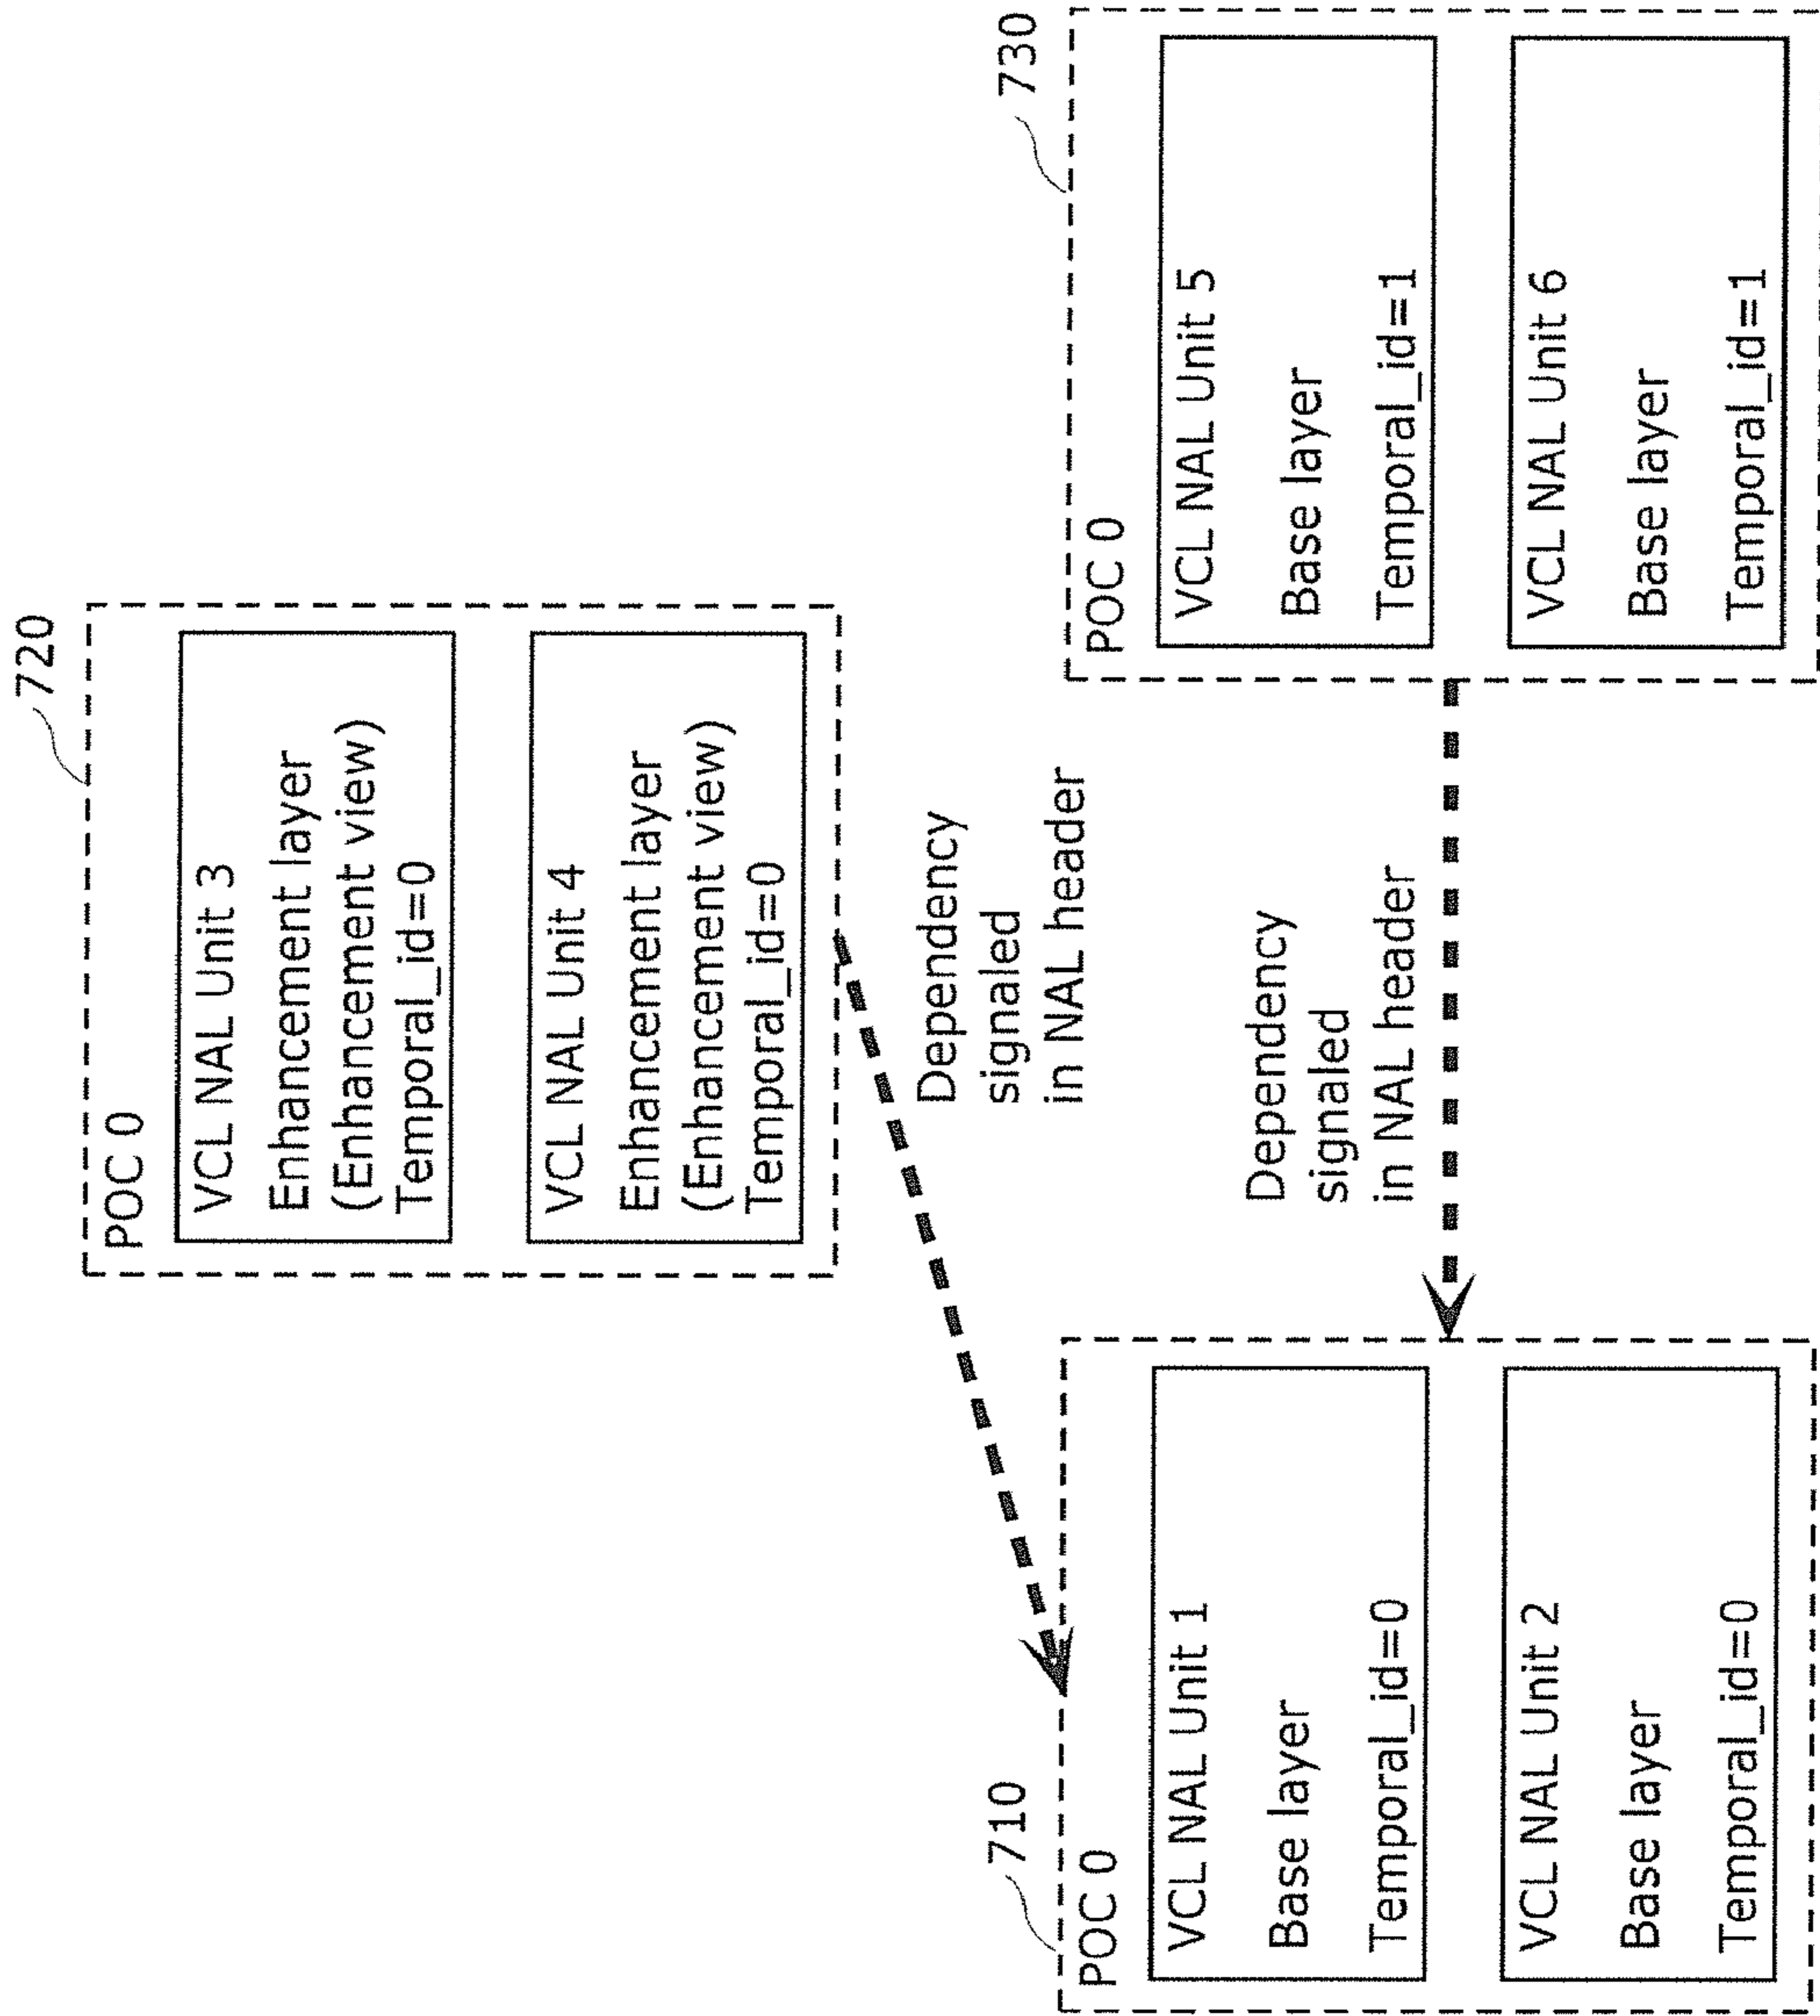 720
POC 0
VCL NAL Unit 3
Enhancement layer
(Enhancement view)
Temporal_id=0
VCL NAL Unit 4
Enhancement layer
(Enhancement view)
Temporal_id=0
Dependency
signaled
in NAL header
710
POC 0
VCL NAL Unit 1
Base layer
Temporal_id=0
VCL NAL Unit 2
Base layer
Temporal_id=0
Dependency
signaled
in NAL header
730
POC 0
VCL NAL Unit 5
Base layer
Temporal_id=1
VCL NAL Unit 6
Base layer
Temporal_id=1